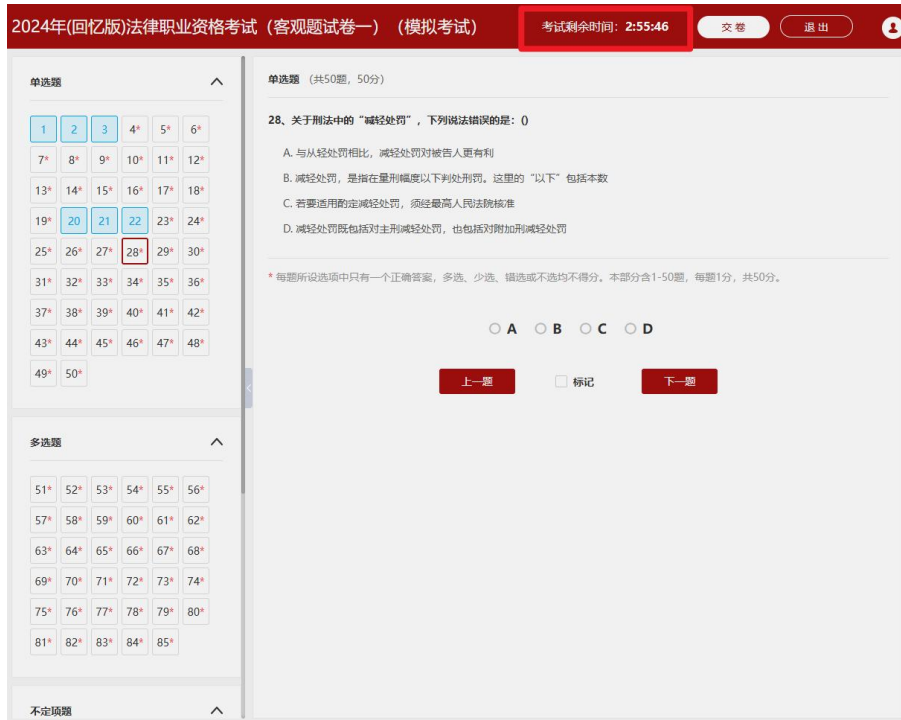 2024年(回忆版)法律职业资格考试（客观题试卷一）（模拟考试）
考试剩余时间：2:55:46
交卷
退出
单选题
1 2 3 4* 5* 6*
7* 8* 9* 10* 11* 12*
13* 14* 15* 16* 17* 18*
19* 20 21 22 23* 24*
25* 26* 27* 28* 29* 30*
31* 32* 33* 34* 35* 36*
37* 38* 39* 40* 41* 42*
43* 44* 45* 46* 47* 48*
49* 50*
多选题
51* 52* 53* 54* 55* 56*
57* 58* 59* 60* 61* 62*
63* 64* 65* 66* 67* 68*
69* 70* 71* 72* 73* 74*
75* 76* 77* 78* 79* 80*
81* 82* 83* 84* 85*
不定项题
单选题 （共50题，50分）
28、关于刑法中的“减轻处罚”，下列说法错误的是：()
A. 与从轻处罚相比，减轻处罚对被告人更有利
B. 减轻处罚，是指在量刑幅度以下判处刑罚。这里的“以下”包括本数
C. 若要适用酌定减轻处罚，须经最高人民法院核准
D. 减轻处罚既包括对主刑减轻处罚，也包括对附加刑减轻处罚
* 每题所设选项中只有一个正确答案，多选、少选、错选或不选均不得分。本部分含1-50题，每题1分，共50分。
A B C D
上一题 标记 下一题